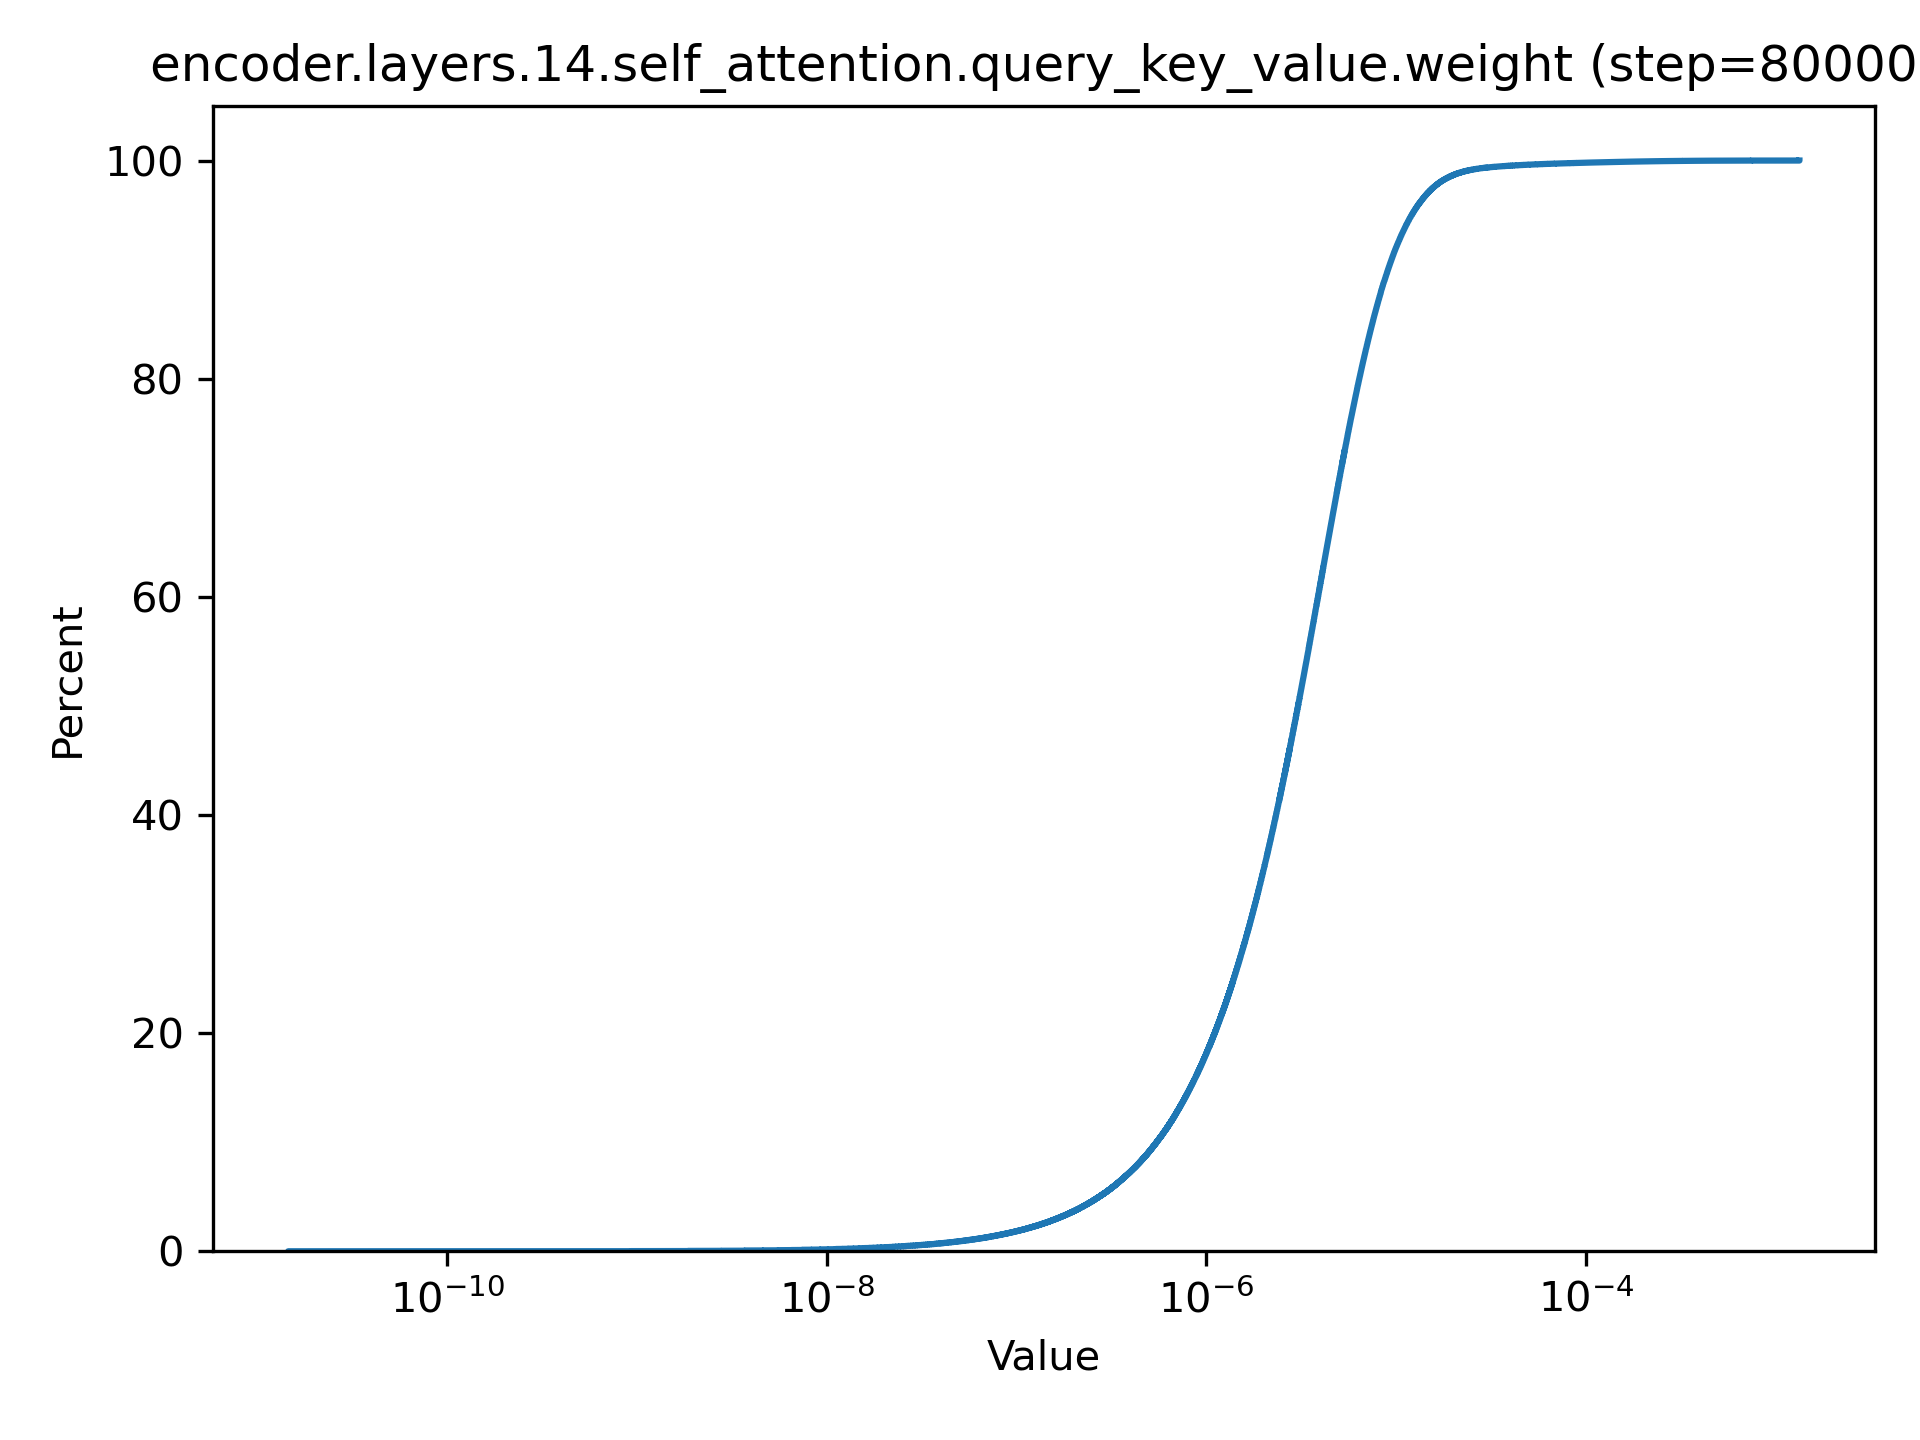 encoder.layers.14.self_attention.query_key_value.weight (step=80000
100
80
60
40
20
0
Percent
10⁻¹⁰ 10⁻⁸ 10⁻⁶ 10⁻⁴
Value